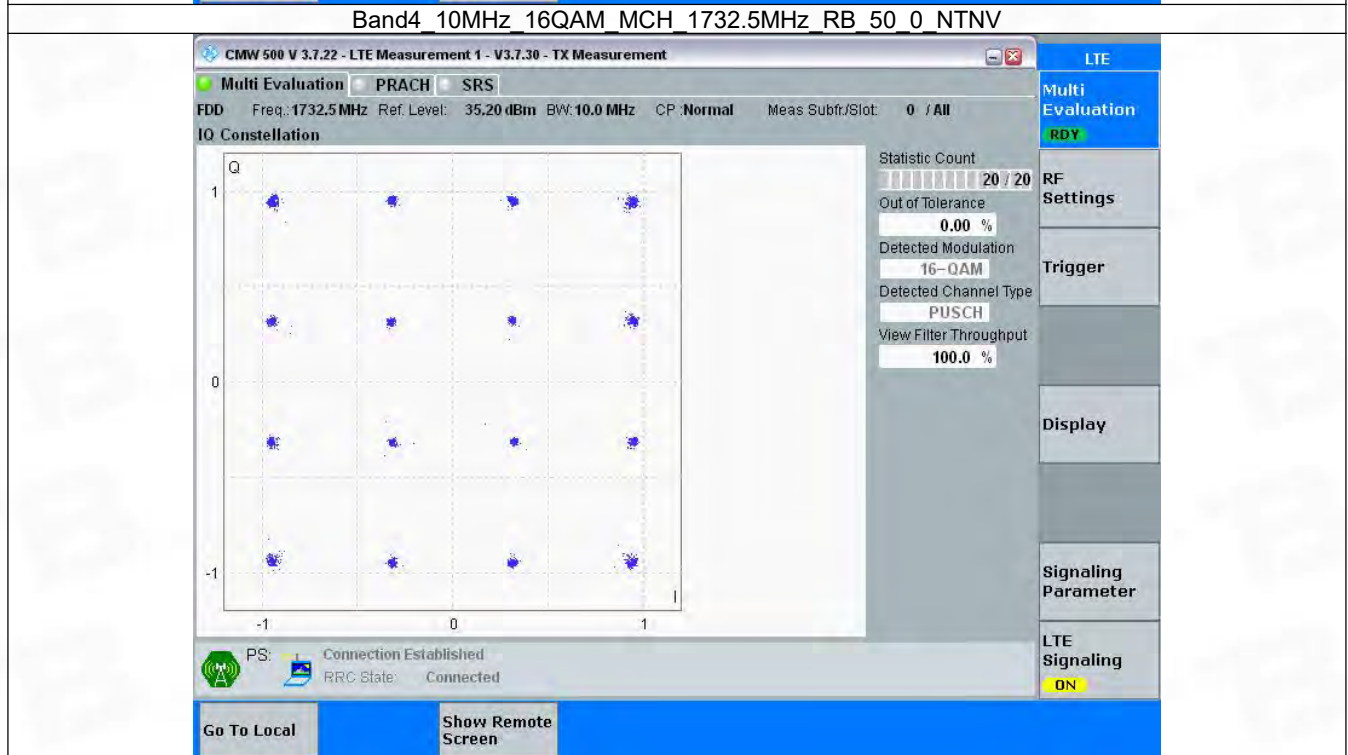 Band4_10MHz_16QAM_MCH_1732.5MHz_RB_50_0_NTNV
CMW 500 V 3.7.22 - LTE Measurement 1 - V3.7.30 - TX Measurement
LTE
Multi Evaluation PRACH SRS
Multi
Evaluation
RDY
FDD Freq.:1732.5 MHz Ref. Level: 35.20 dBm BW:10.0 MHz CP :Normal Meas Subfr./Slot: 0 / All
IQ Constellation
Q
1
0
-1
I
-1 0 1
Statistic Count
20 / 20
Out of Tolerance
0.00 %
Detected Modulation
16-QAM
Detected Channel Type
PUSCH
View Filter Throughput
100.0 %
RF
Settings
Trigger
Display
Signaling
Parameter
LTE
Signaling
ON
PS: Connection Established
RRC State: Connected
Go To Local
Show Remote
Screen